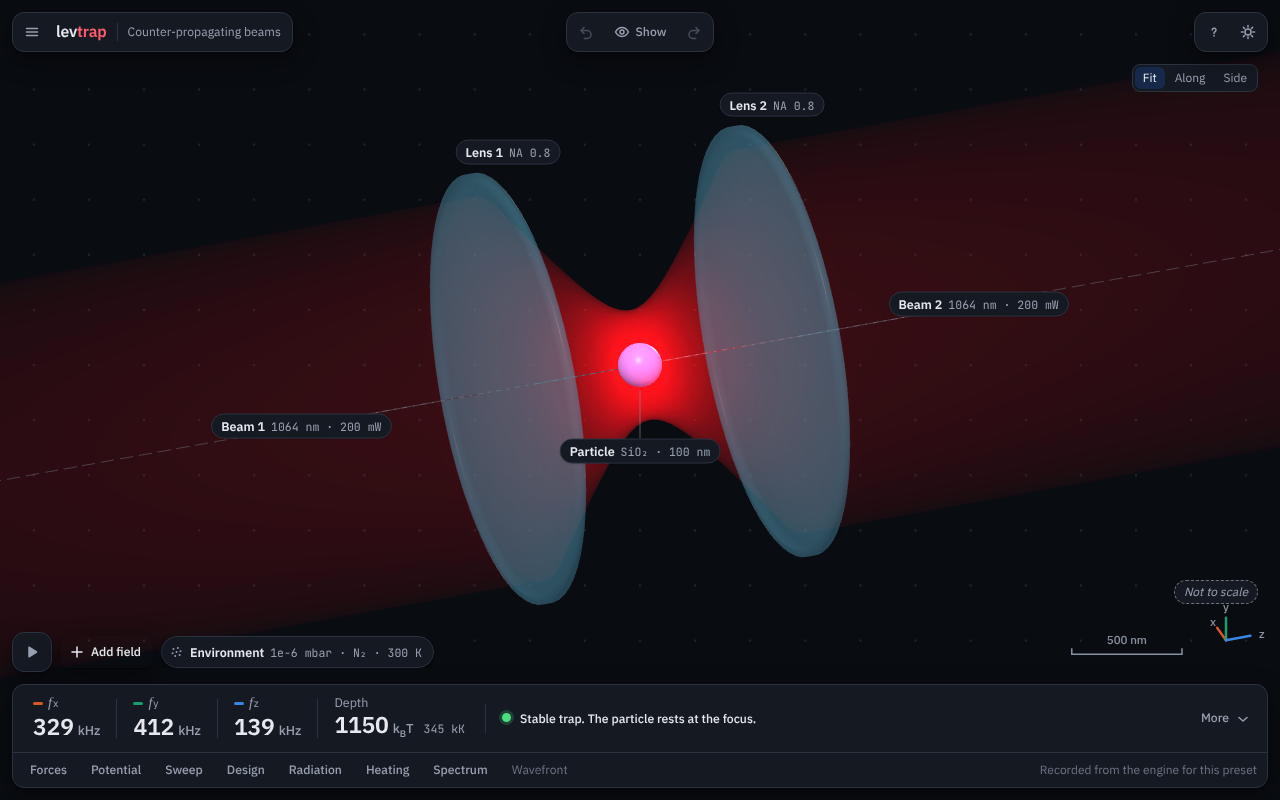 levtrap Counter-propagating beams
Show
?
Fit Along Side
Lens 2 NA 0.8
Lens 1 NA 0.8
Beam 2 1064 nm · 200 mW
Beam 1 1064 nm · 200 mW
Particle SiO₂ · 100 nm
Not to scale
y
x
z
500 nm
Add field
Environment 1e-6 mbar · N₂ · 300 K
fx
329 kHz
fy
412 kHz
fz
139 kHz
Depth
1150 kBT 345 kK
Stable trap. The particle rests at the focus.
More
Forces Potential Sweep Design Radiation Heating Spectrum Wavefront
Recorded from the engine for this preset